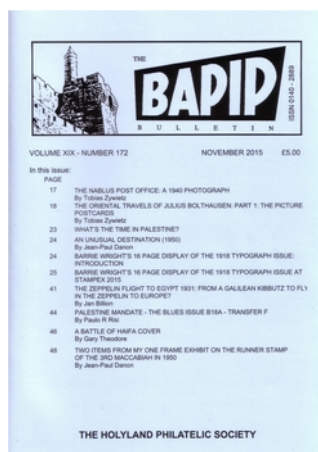 THE
BAPIP
BULLETIN
ISSN 0140 - 2889
VOLUME XIX - NUMBER 172 NOVEMBER 2015 £5.00
In this issue:
PAGE
17 THE NABLUS POST OFFICE: A 1940 PHOTOGRAPH
By Tobias Zywietz
18 THE ORIENTAL TRAVELS OF JULIUS BOLTHAUSEN: PART 1: THE PICTURE
POSTCARDS
By Tobias Zywietz
23 WHAT'S THE TIME IN PALESTINE?
24 AN UNUSUAL DESTINATION (1950)
By Jean-Paul Danon
24 BARRIE WRIGHT'S 16 PAGE DISPLAY OF THE 1918 TYPOGRAPH ISSUE:
INTRODUCTION
25 BARRIE WRIGHT'S 16 PAGE DISPLAY OF THE 1918 TYPOGRAPH ISSUE AT
STAMPEX 2015
41 THE ZEPPELIN FLIGHT TO EGYPT 1931: FROM A GALILEAN KIBBUTZ TO FLY
IN THE ZEPPELIN TO EUROPE?
By Jan Billion
44 PALESTINE MANDATE - THE BLUES ISSUE B18A - TRANSFER F
By Paulo R Risi
46 A BATTLE OF HAIFA COVER
By Gary Theodore
48 TWO ITEMS FROM MY ONE FRAME EXHIBIT ON THE RUNNER STAMP
OF THE 3RD MACCABIAH IN 1950
By Jean-Paul Danon
THE HOLYLAND PHILATELIC SOCIETY